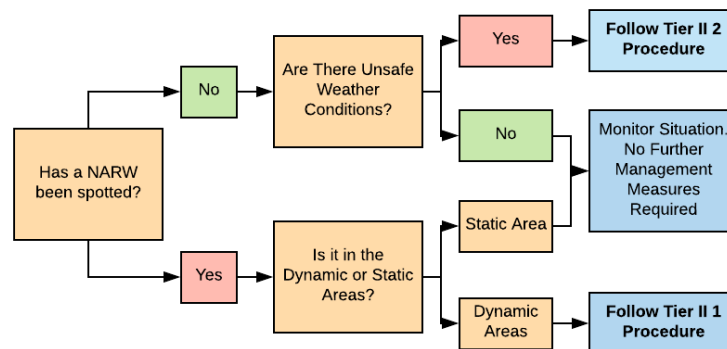 Has a NARW
been spotted?
No
Are There Unsafe
Weather
Conditions?
Yes
Follow Tier II 2
Procedure
No
Monitor Situation.
No Further
Management
Measures
Required
Yes
Is it in the
Dynamic or Static
Areas?
Static Area
Dynamic
Areas
Follow Tier II 1
Procedure